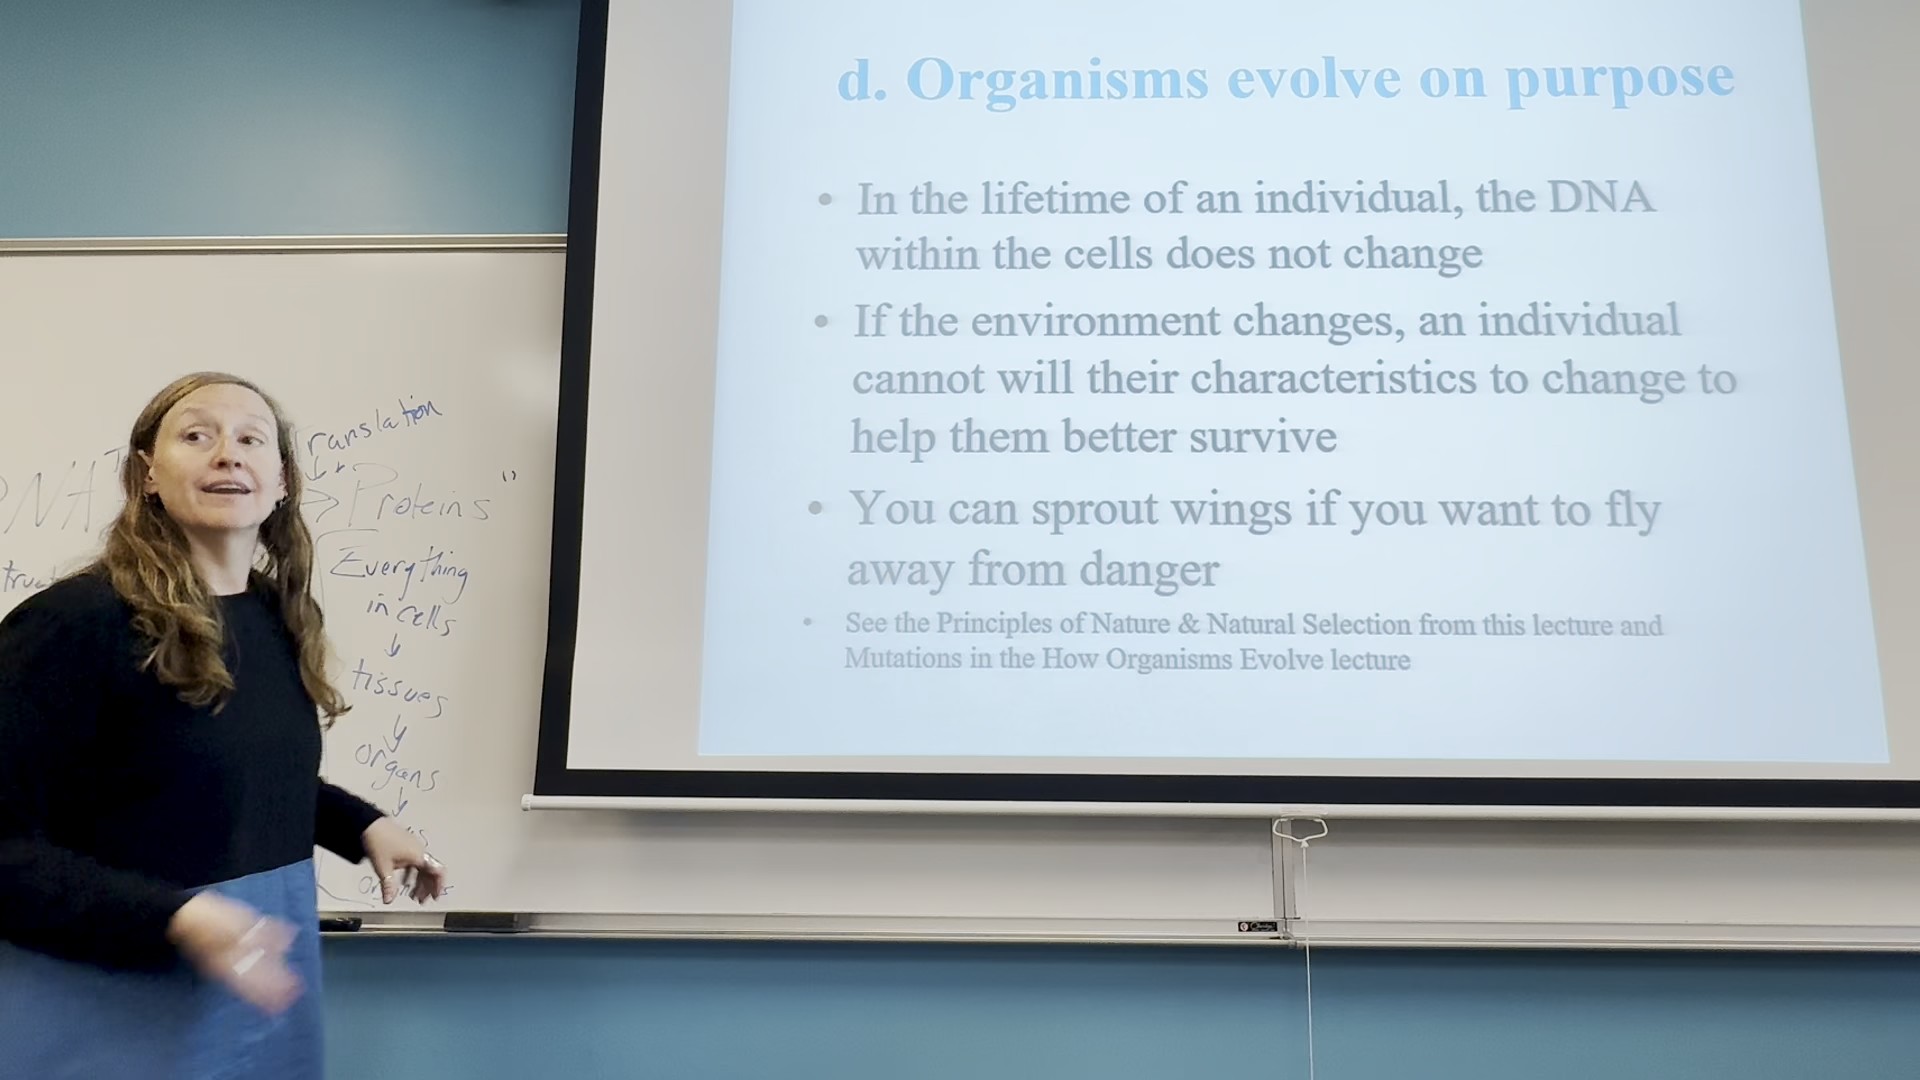 d. Organisms evolve on purpose
• In the lifetime of an individual, the DNA
within the cells does not change
• If the environment changes, an individual
cannot will their characteristics to change to
help them better survive
• You can sprout wings if you want to fly
away from danger
• See the Principles of Nature & Natural Selection from this lecture and
Mutations in the How Organisms Evolve lecture
Translation
Proteins"
Everything
in cells
↓
tissues
↓
organs
↓